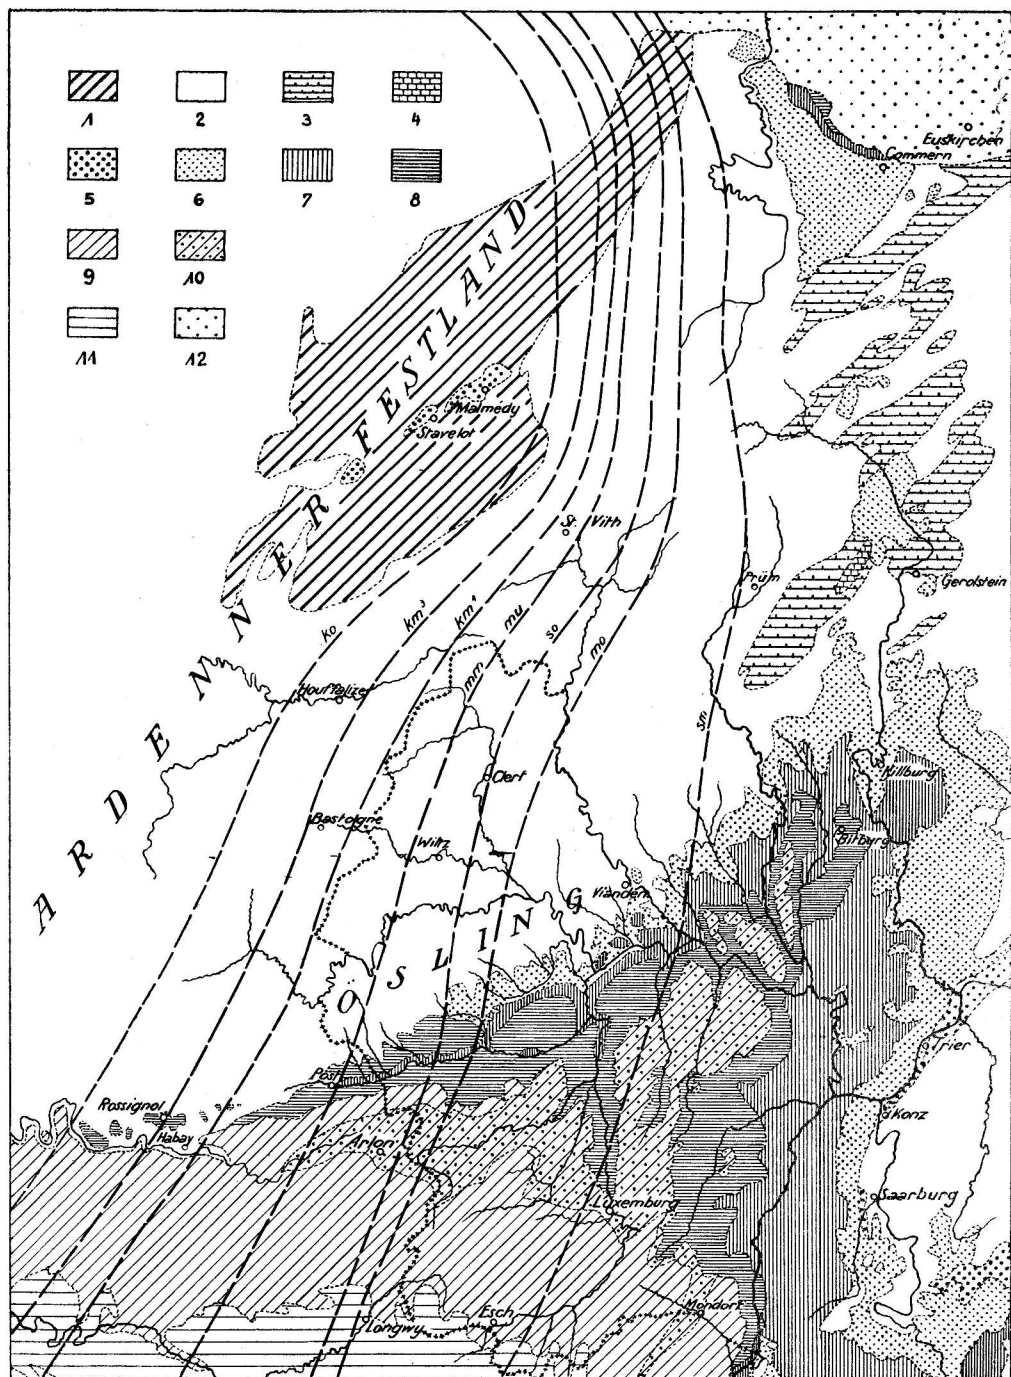 1 2 3 4
5 6 7 8
9 10
11 12
Euskirchen
Commern
ARDENNER FESTLAND
Malmedy
Stavelot
St. Vith
Prüm
Gerolstein
ko km³ km¹ mu so mo
mm
sm
Houffalize
Clerf
Killburg
Bitburg
Bastogne
Wiltz
Vianden
ÖSLING
Trier
Rossignol
Habay
Arlon
Konz
Saarburg
Luxemburg
Mondorf
Esch
Longwy